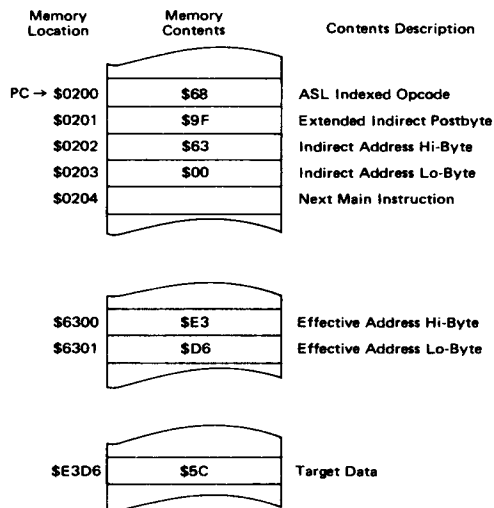 Memory Location Memory Contents Contents Description
PC → $0200 $68 ASL Indexed Opcode
$0201 $9F Extended Indirect Postbyte
$0202 $63 Indirect Address Hi-Byte
$0203 $00 Indirect Address Lo-Byte
$0204 Next Main Instruction
$6300 $E3 Effective Address Hi-Byte
$6301 $D6 Effective Address Lo-Byte
$E3D6 $5C Target Data